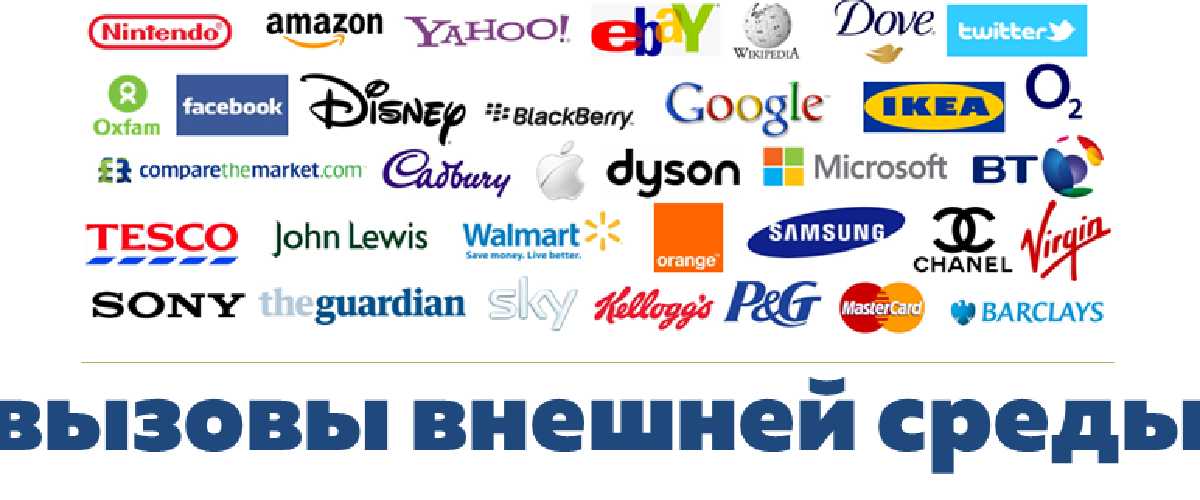 Nintendo® amazon YAHOO! ebaY WIKIPEDIA Dove twitter
Oxfam facebook Disney BlackBerry Google IKEA O2
comparethemarket.com Cadbury dyson Microsoft BT
TESCO John Lewis Walmart orange™ SAMSUNG CHANEL Virgin
Save money. Live better.
SONY theguardian sky Kellogg's P&G MasterCard BARCLAYS
вызовы внешней среды